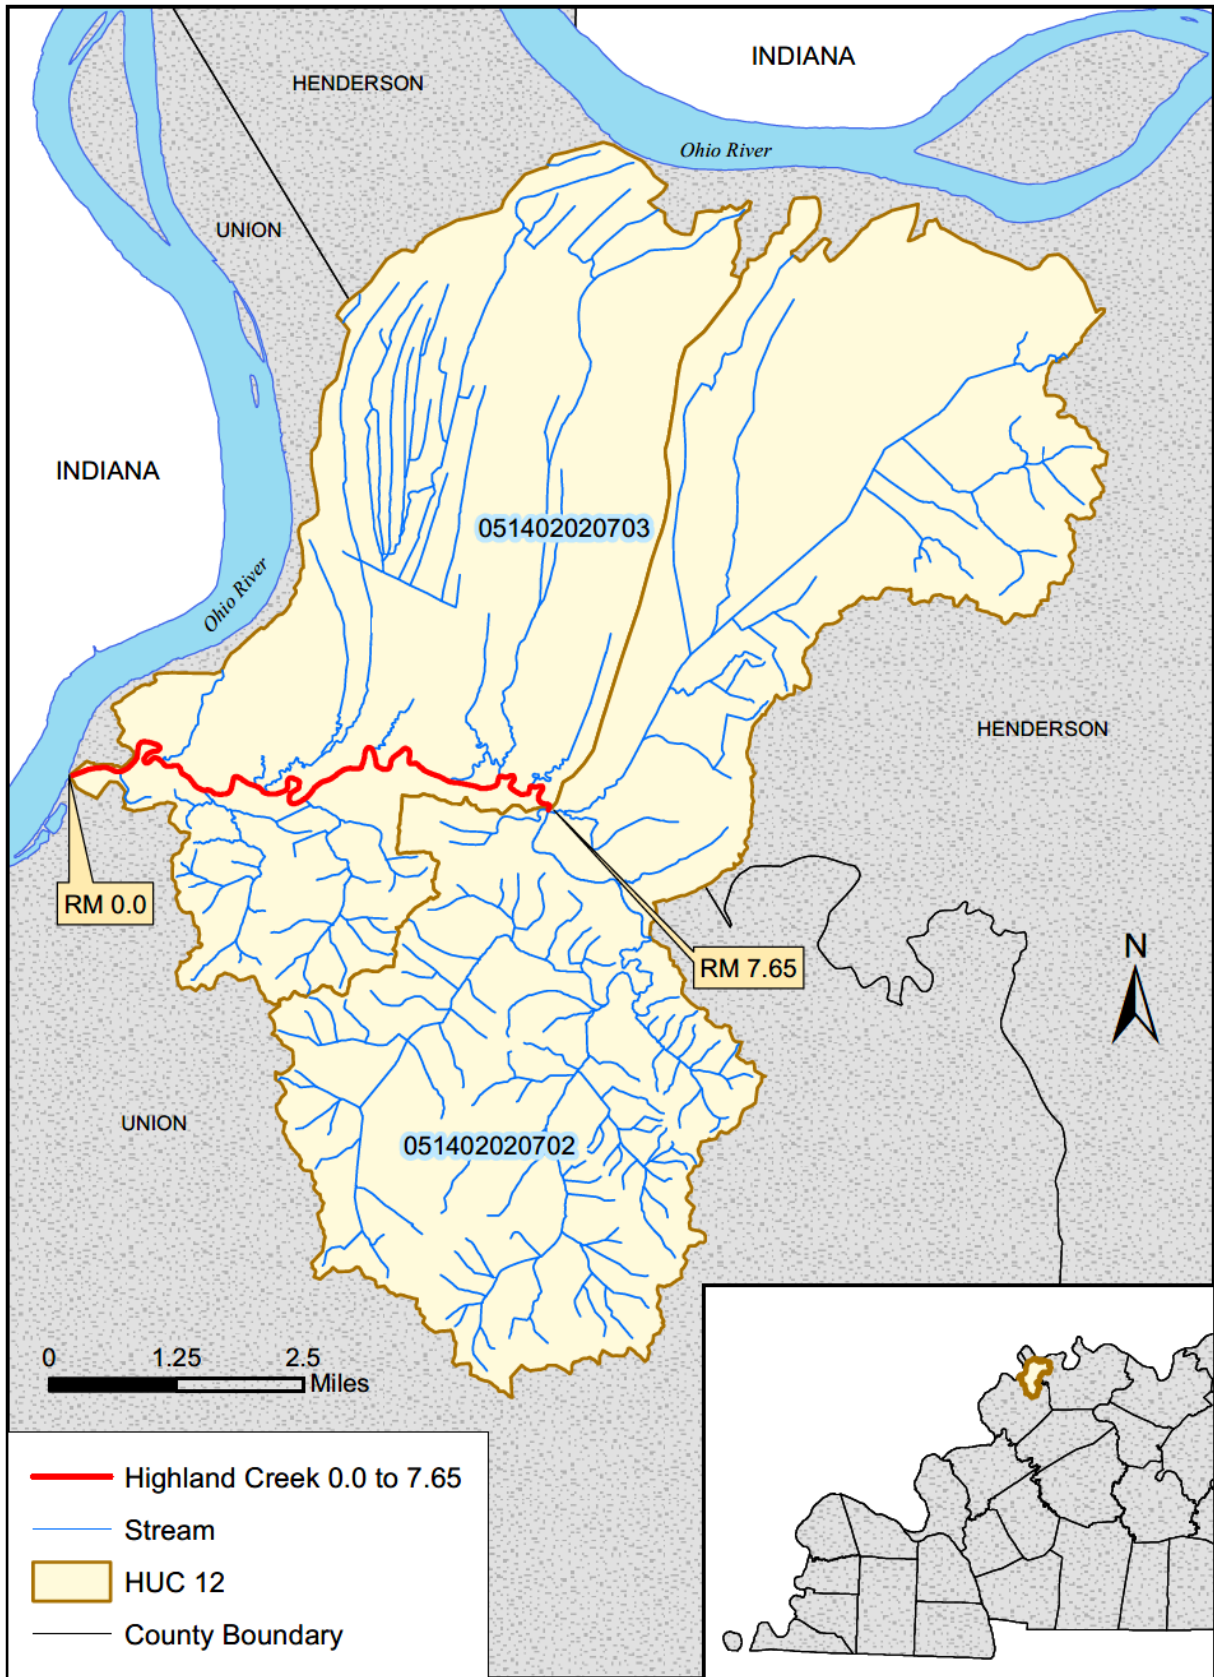 INDIANA
HENDERSON
Ohio River
UNION
INDIANA
051402020703
Ohio River
HENDERSON
RM 0.0
RM 7.65
N
UNION
051402020702
0 1.25 2.5
Miles
Highland Creek 0.0 to 7.65
Stream
HUC 12
County Boundary